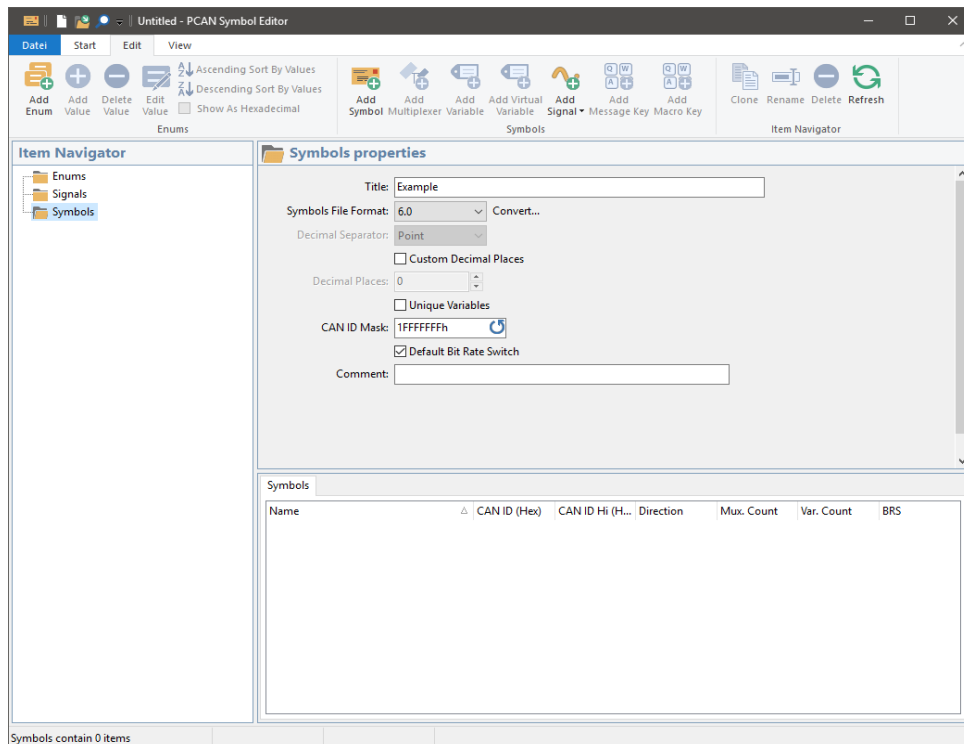 Untitled - PCAN Symbol Editor
Datei Start Edit View
Add Enum
Add Value
Delete Value
Edit Value
Ascending Sort By Values
Descending Sort By Values
Show As Hexadecimal
Enums
Add Symbol
Add Multiplexer
Add Variable
Add Virtual Variable
Add Signal
Add Message Key
Add Macro Key
Symbols
Clone Rename Delete Refresh
Item Navigator
Item Navigator
Enums
Signals
Symbols
Symbols properties
Title: Example
Symbols File Format: 6.0 Convert...
Decimal Separator: Point
Custom Decimal Places
Decimal Places: 0
Unique Variables
CAN ID Mask: 1FFFFFFFh
Default Bit Rate Switch
Comment:
Symbols
Name CAN ID (Hex) CAN ID Hi (H... Direction Mux. Count Var. Count BRS
Symbols contain 0 items